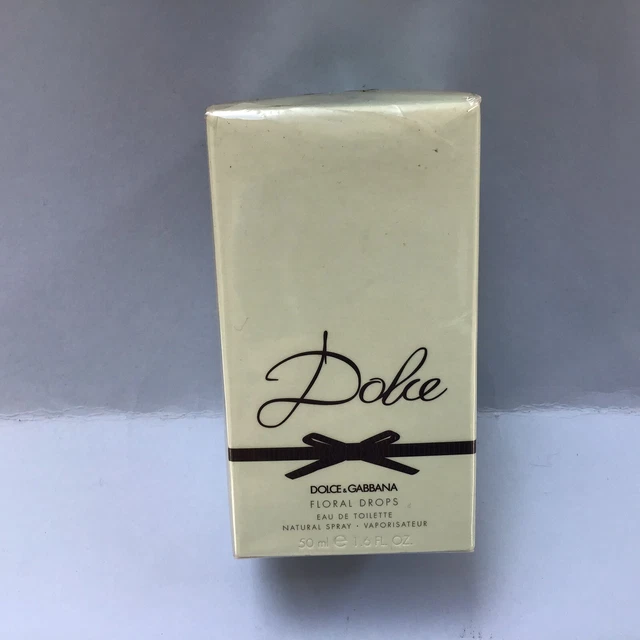 Dolce
DOLCE & GABBANA
FLORAL DROPS
EAU DE TOILETTE
NATURAL SPRAY · VAPORISATEUR
50 ml ℮ 1.6 FL. OZ.